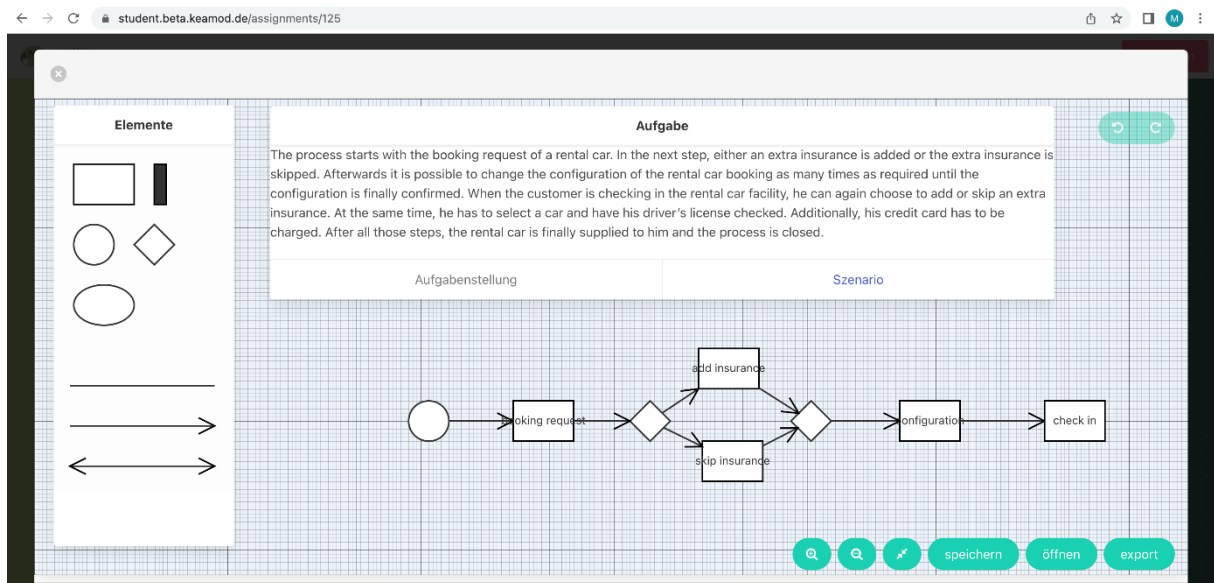 student.beta.keamod.de/assignments/125
M
Elemente
Aufgabe
The process starts with the booking request of a rental car. In the next step, either an extra insurance is added or the extra insurance is
skipped. Afterwards it is possible to change the configuration of the rental car booking as many times as required until the
configuration is finally confirmed. When the customer is checking in the rental car facility, he can again choose to add or skip an extra
insurance. At the same time, he has to select a car and have his driver's license checked. Additionally, his credit card has to be
charged. After all those steps, the rental car is finally supplied to him and the process is closed.
Aufgabenstellung
Szenario
add insurance
booking request
configuration
check in
skip insurance
speichern
öffnen
export